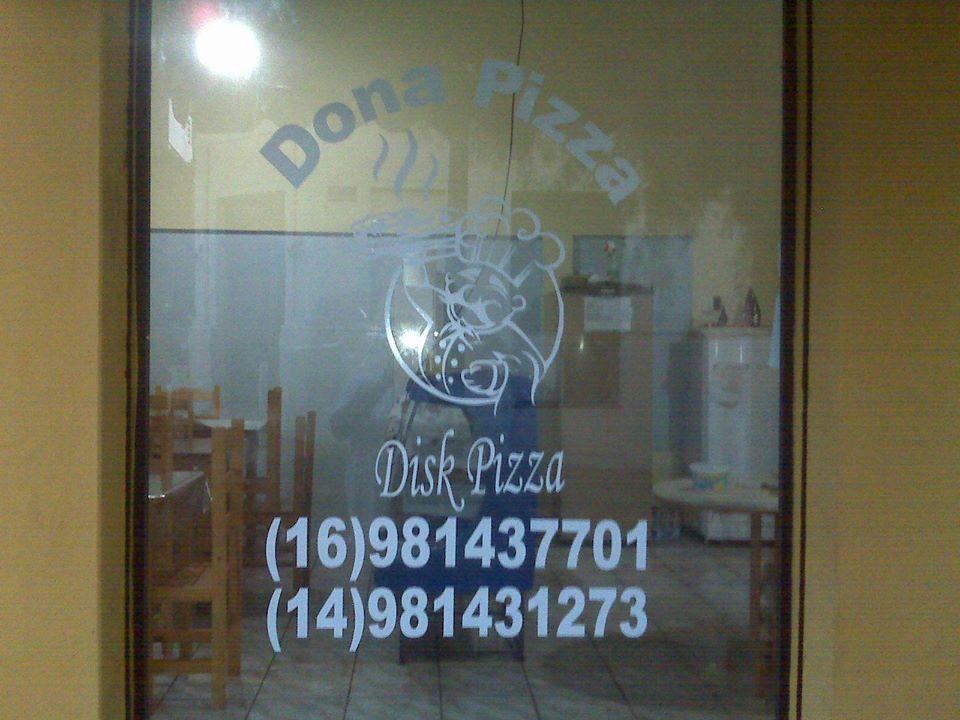 Dona Pizza
Disk Pizza
(16)981437701
(14)981431273